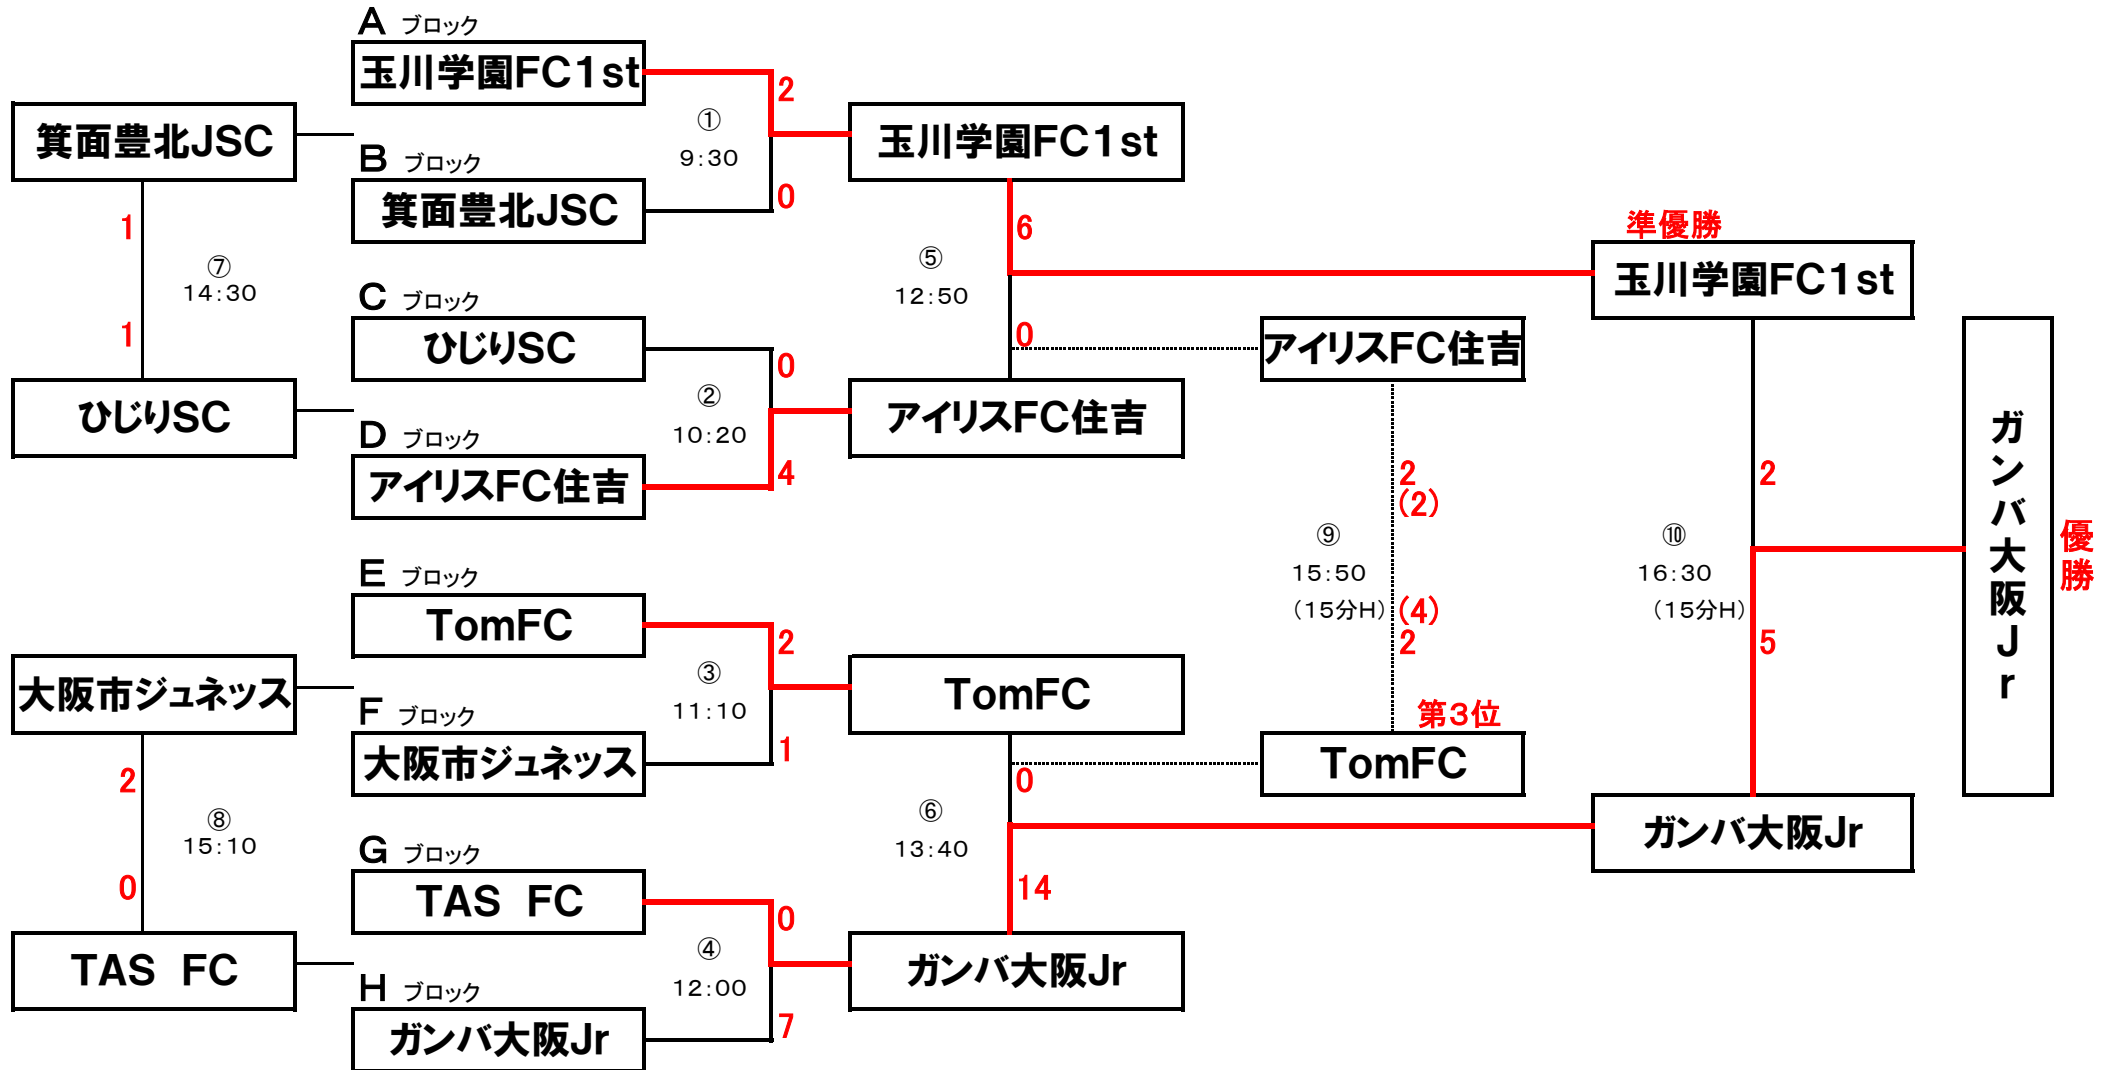 A ブロック
玉川学園FC1st
2
①
9:30
B ブロック
箕面豊北JSC
0
箕面豊北JSC
1
⑦
14:30
1
ひじりSC
C ブロック
ひじりSC
0
②
10:20
D ブロック
アイリスFC住吉
4
玉川学園FC1st
6
⑤
12:50
0
アイリスFC住吉
E ブロック
TomFC
2
③
11:10
F ブロック
大阪市ジュネッス
1
大阪市ジュネッス
2
⑧
15:10
0
TAS FC
G ブロック
TAS FC
0
④
12:00
H ブロック
ガンバ大阪Jr
7
TomFC
0
⑥
13:40
14
ガンバ大阪Jr
アイリスFC住吉
2
(2)
⑨
15:50
(15分H)
(4)
2
第3位
TomFC
準優勝
玉川学園FC1st
2
⑩
16:30
(15分H)
5
ガンバ大阪Jr
ガンバ大阪Jr
優勝